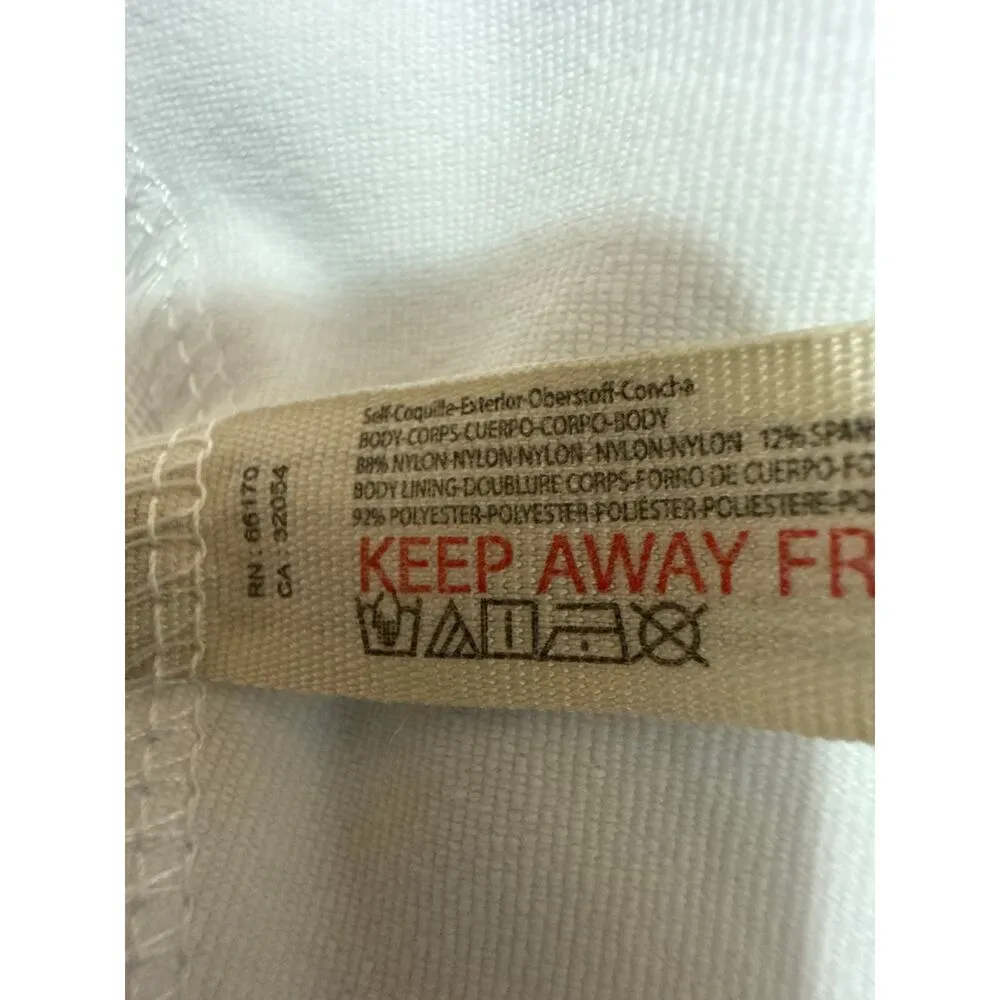 RN : 66170
CA : 32054
Self-Coquille-Exterior-Oberstoff-Concha
BODY-CORPS-CUERPO-CORPO-BODY
88% NYLON-NYLON-NYLON-NYLON-NYLON 12% SPAN
BODY LINING-DOUBLURE CORPS-FORRO DE CUERPO-FO
92% POLYESTER-POLYESTER-POLIÉSTER-POLIESTERE-PO
KEEP AWAY FR